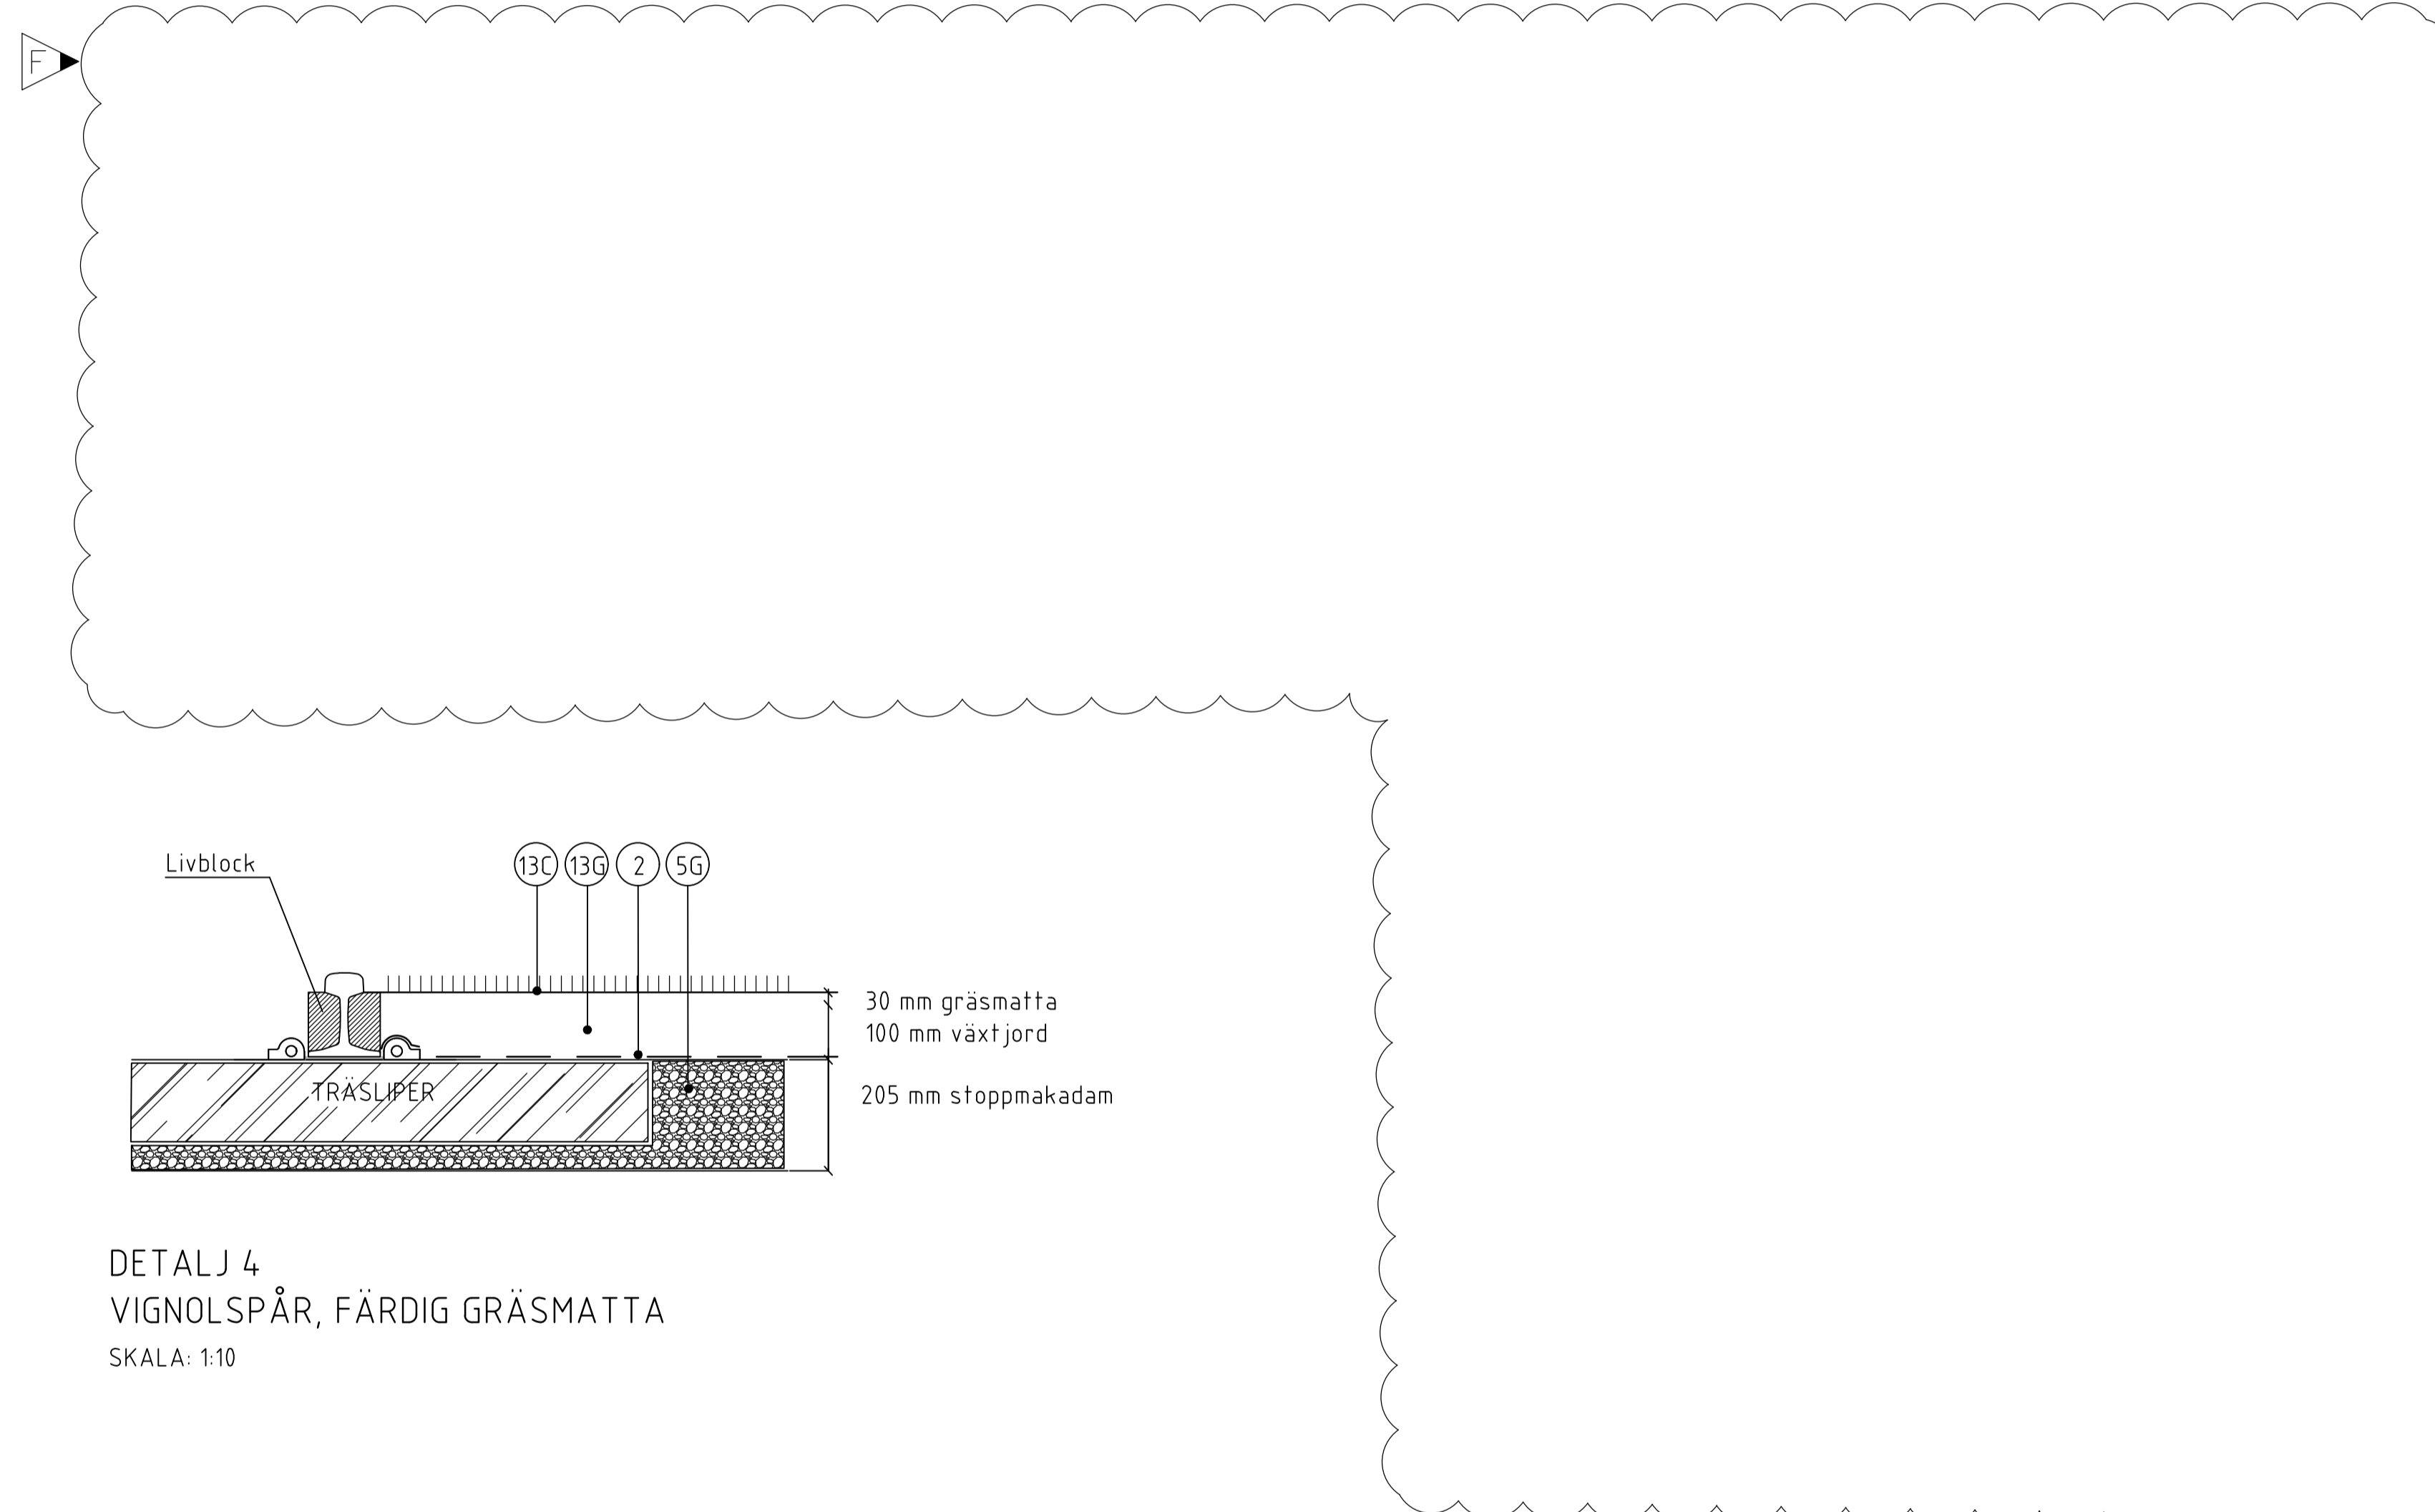 F
Livblock
13C 13G 2 5G
30 mm gräsmatta
100 mm växtjord
TRÄSLIPER
205 mm stoppmakadam
DETALJ 4
VIGNOLSPÅR, FÄRDIG GRÄSMATTA
SKALA: 1:10